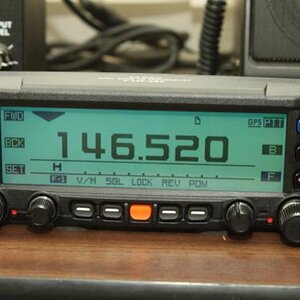 FWD
GPS PTT
146.520
BCK
B
H
SET
F-1 V/M SQL LOCK REV POW
F